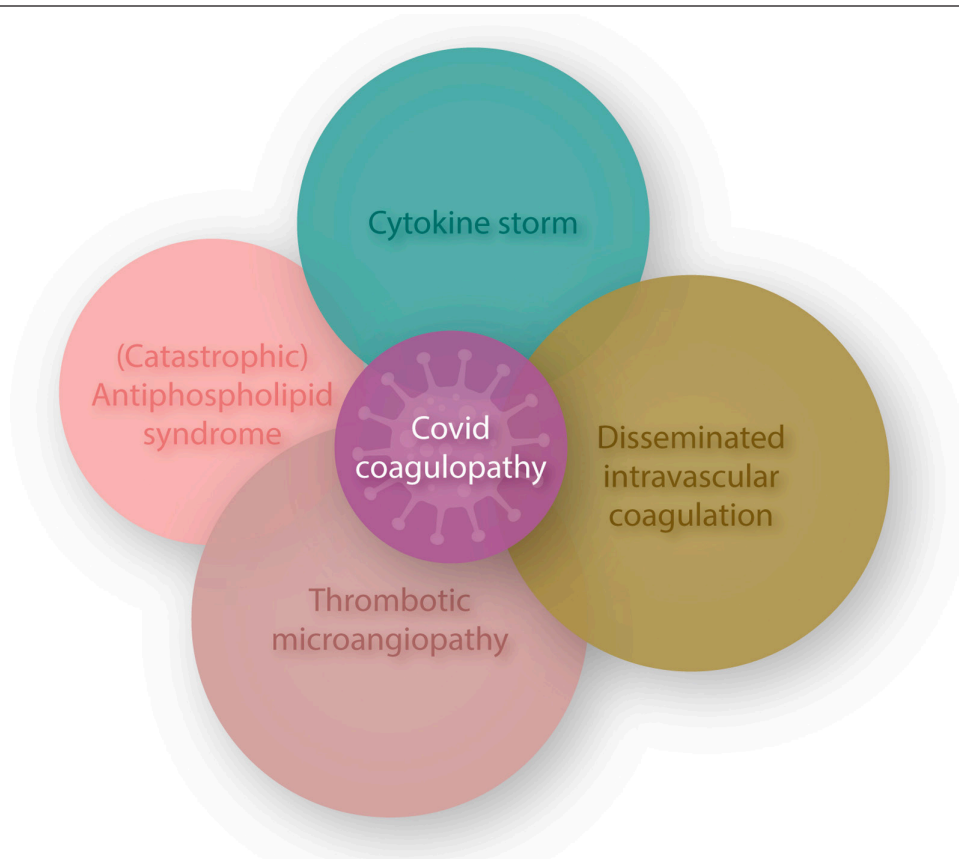 Cytokine storm
(Catastrophic)
Antiphospholipid
syndrome
Covid
coagulopathy
Disseminated
intravascular
coagulation
Thrombotic
microangiopathy